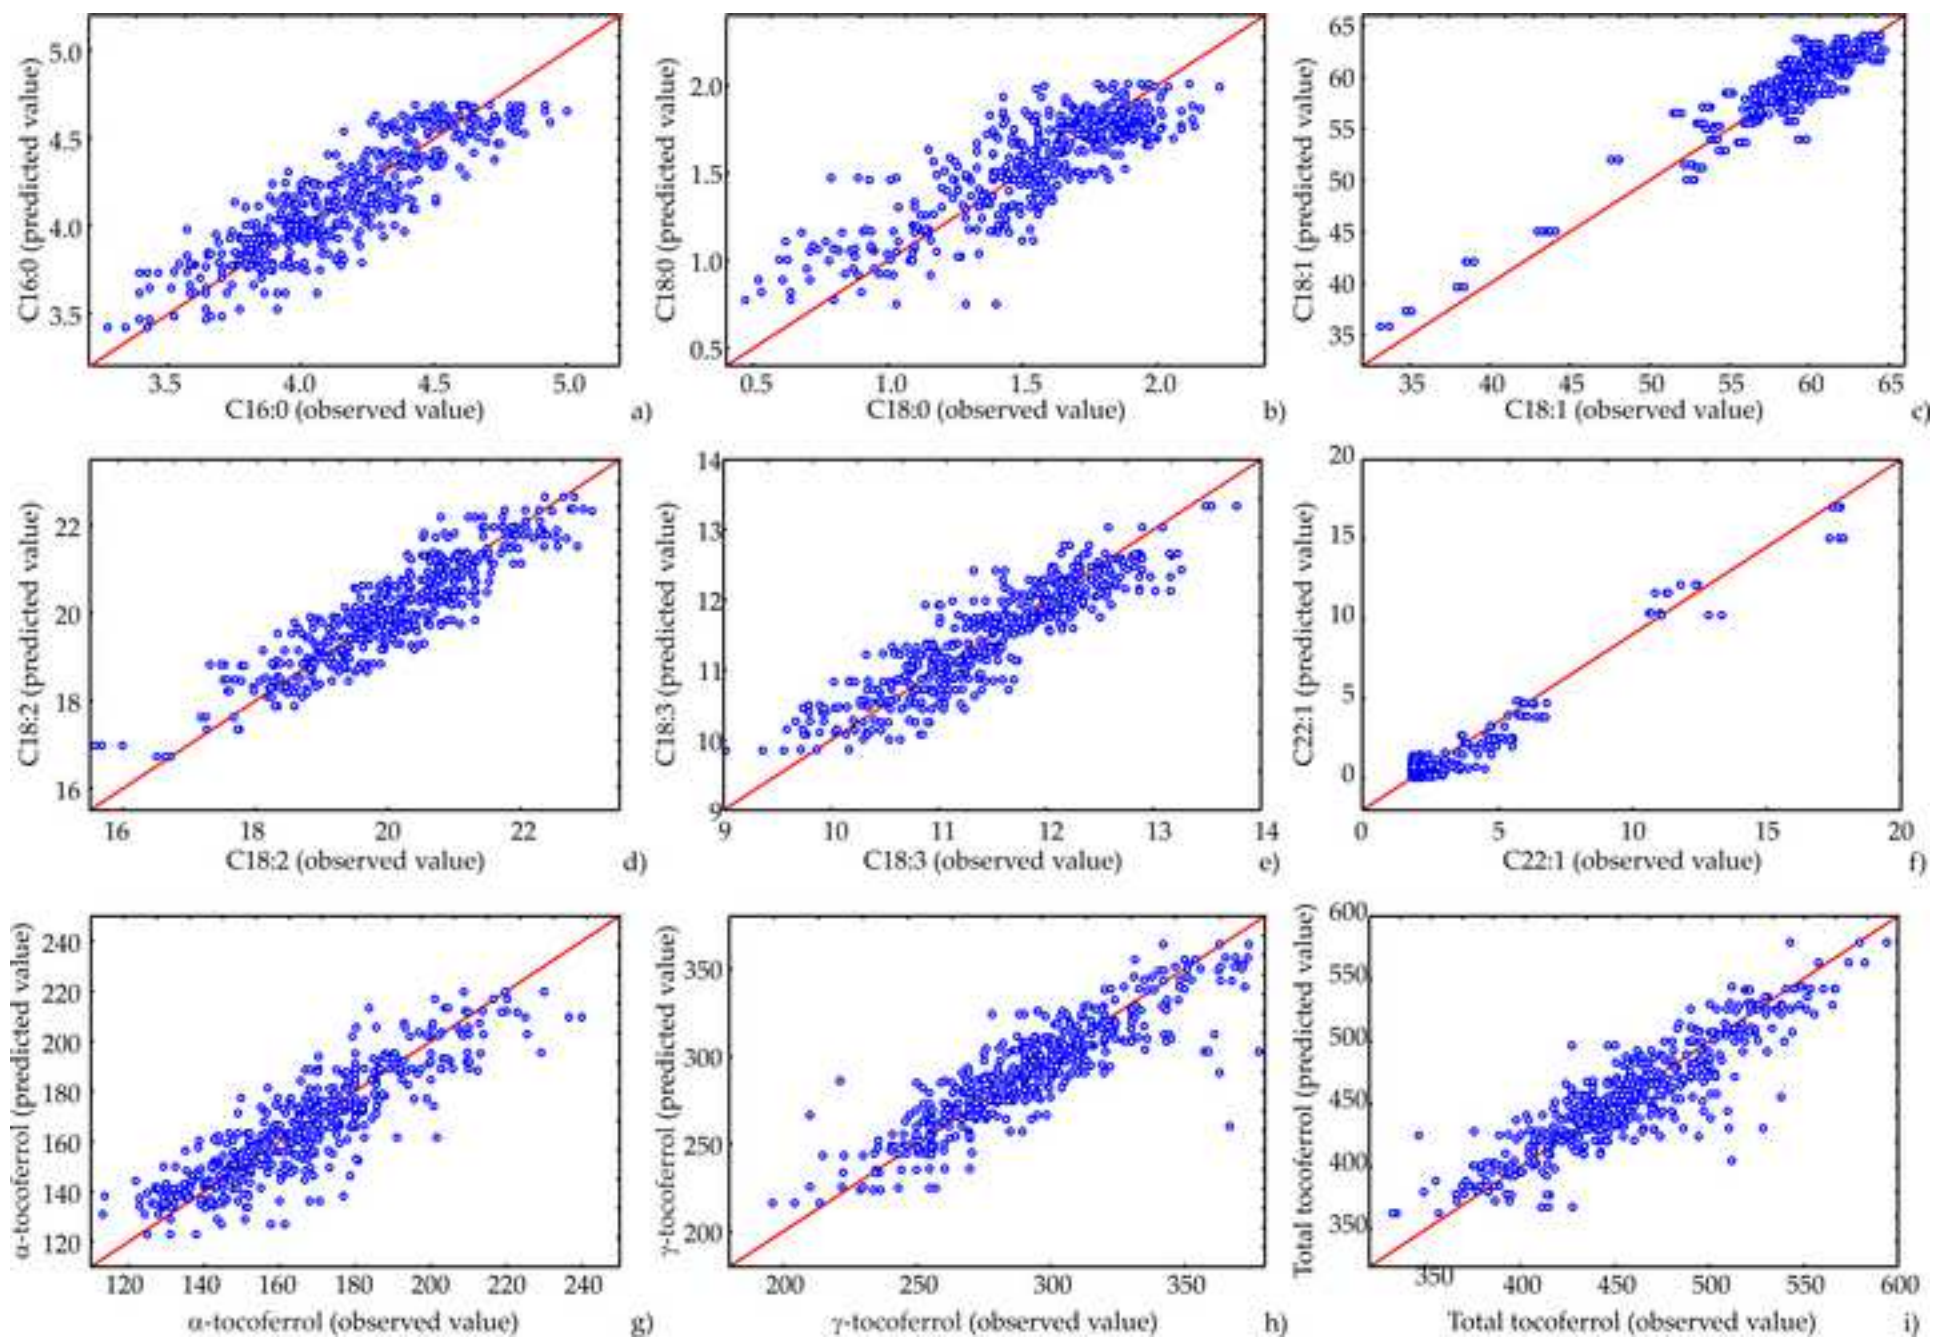 C16:0 (predicted value)
5.0
4.5
4.0
3.5
3.5 4.0 4.5 5.0
C16:0 (observed value) a)
C18:0 (predicted value)
2.0
1.5
1.0
0.5
0.5 1.0 1.5 2.0
C18:0 (observed value) b)
C18:1 (predicted value)
65
60
55
50
45
40
35
35 40 45 50 55 60 65
C18:1 (observed value) c)
C18:2 (predicted value)
22
20
18
16
16 18 20 22
C18:2 (observed value) d)
C18:3 (predicted value)
14
13
12
11
10
9
9 10 11 12 13 14
C18:3 (observed value) e)
C22:1 (predicted value)
20
15
10
5
0
0 5 10 15 20
C22:1 (observed value) f)
α-tocoferrol (predicted value)
240
220
200
180
160
140
120
120 140 160 180 200 220 240
α-tocoferrol (observed value) g)
γ-tocoferrol (predicted value)
350
300
250
200
200 250 300 350
γ-tocoferrol (observed value) h)
Total tocoferrol (predicted value)
600
550
500
450
400
350
350 400 450 500 550 600
Total tocoferrol (observed value) i)